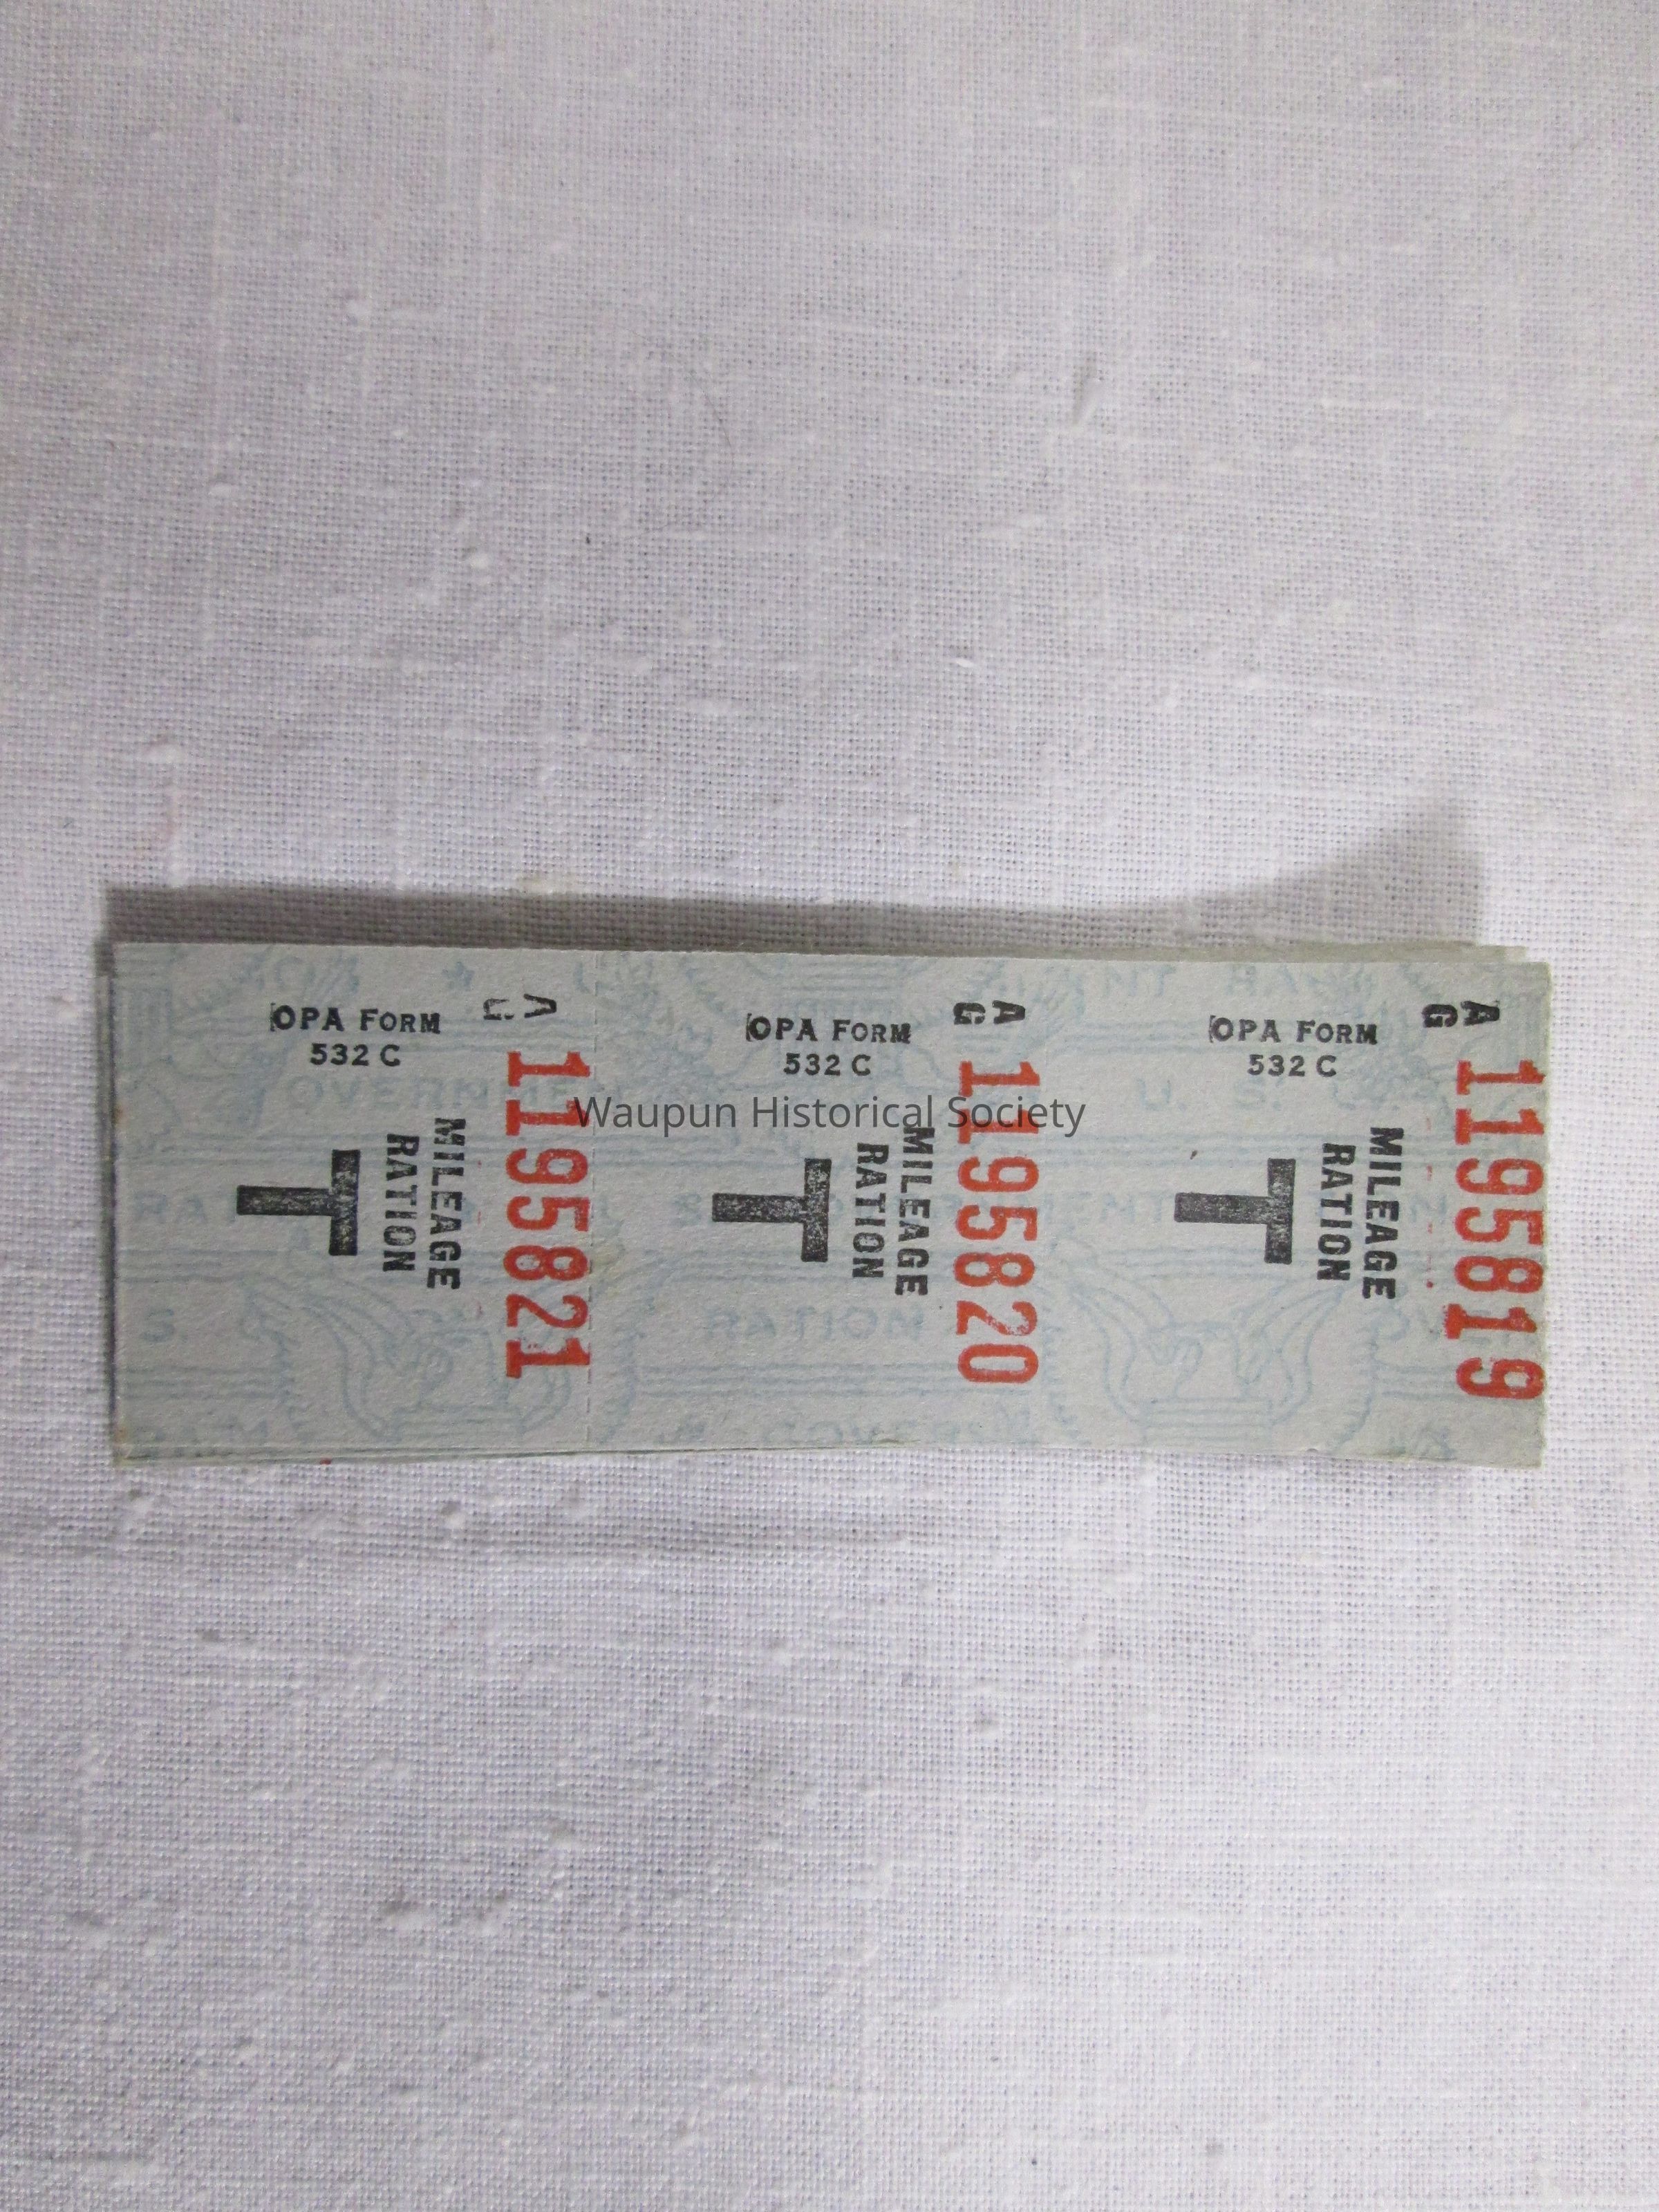 OPA FORM
532 C
A
MILEAGE
RATION
T
1195821
OPA FORM
532 C
A
G
MILEAGE
RATION
T
1195820
OPA FORM
532 C
A
G
MILEAGE
RATION
T
1195819
Waupun Historical Society